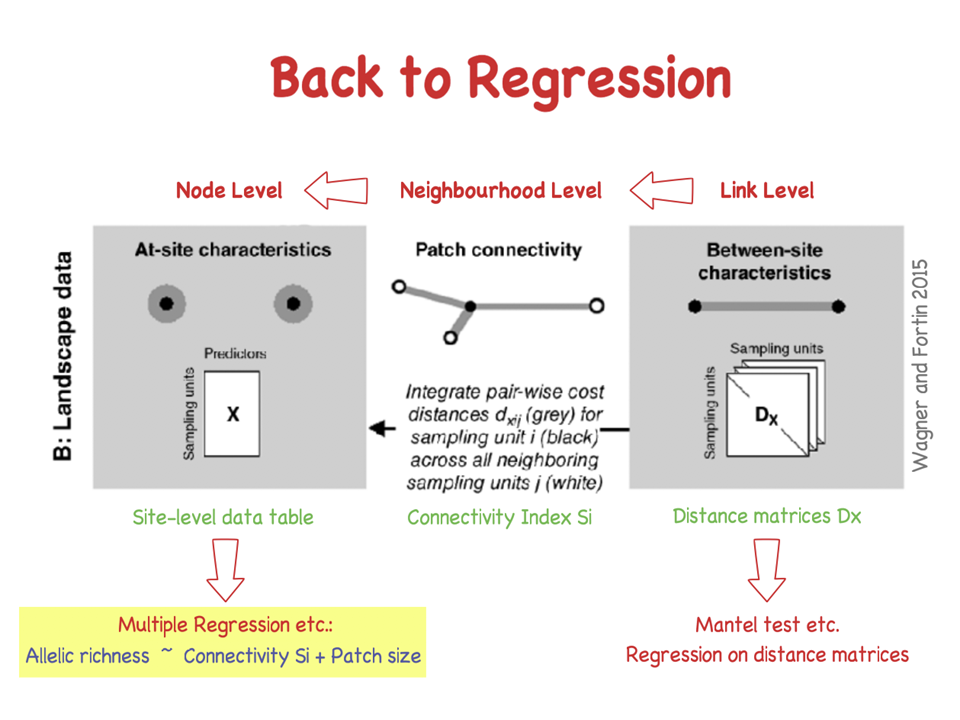 Back to Regression
Node Level
Neighbourhood Level
Link Level
B: Landscape data
At-site characteristics
Predictors
Sampling units
X
Patch connectivity
Integrate pair-wise cost
distances dxij (grey) for
sampling unit i (black)
across all neighboring
sampling units j (white)
Between-site
characteristics
Sampling units
Sampling units
Dx
Wagner and Fortin 2015
Site-level data table
Connectivity Index Si
Distance matrices Dx
Multiple Regression etc.:
Allelic richness ~ Connectivity Si + Patch size
Mantel test etc.
Regression on distance matrices